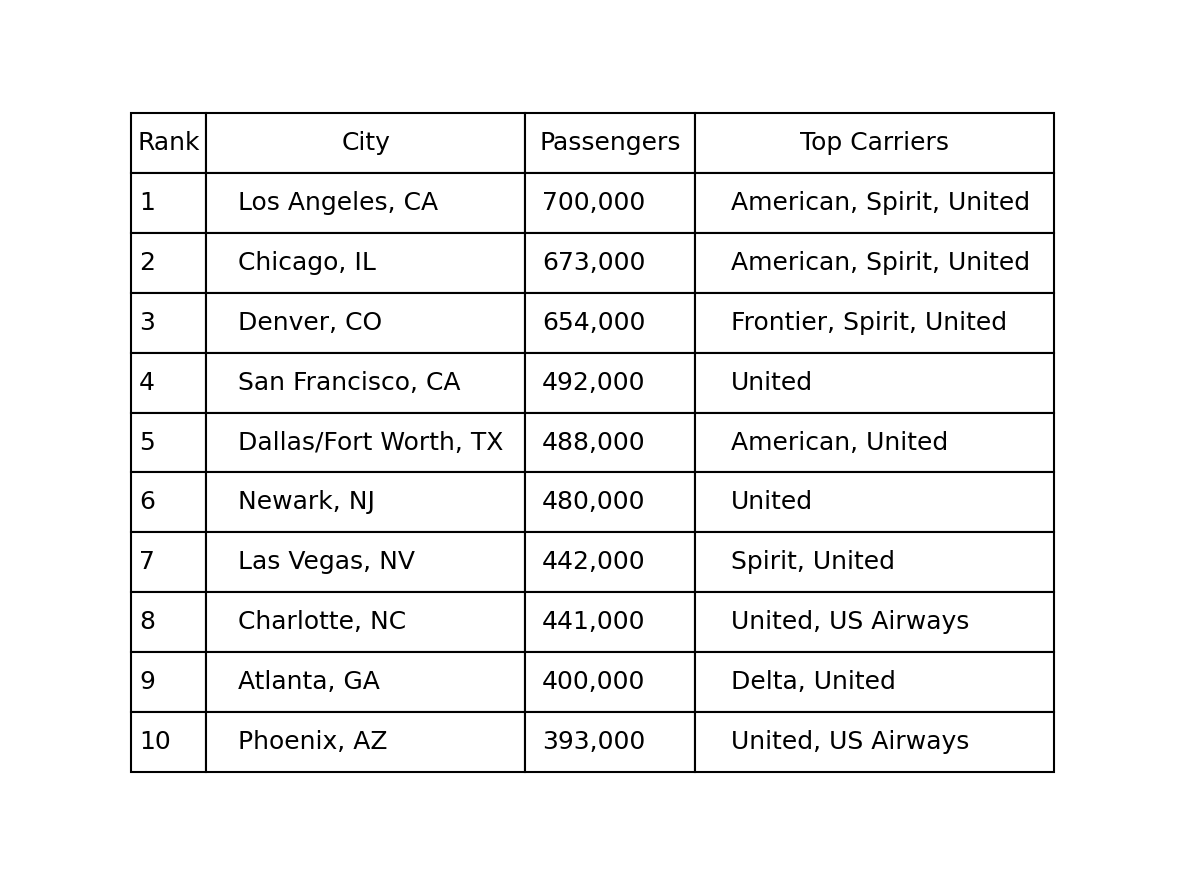 Rank City Passengers Top Carriers
1 Los Angeles, CA 700,000 American, Spirit, United
2 Chicago, IL 673,000 American, Spirit, United
3 Denver, CO 654,000 Frontier, Spirit, United
4 San Francisco, CA 492,000 United
5 Dallas/Fort Worth, TX 488,000 American, United
6 Newark, NJ 480,000 United
7 Las Vegas, NV 442,000 Spirit, United
8 Charlotte, NC 441,000 United, US Airways
9 Atlanta, GA 400,000 Delta, United
10 Phoenix, AZ 393,000 United, US Airways